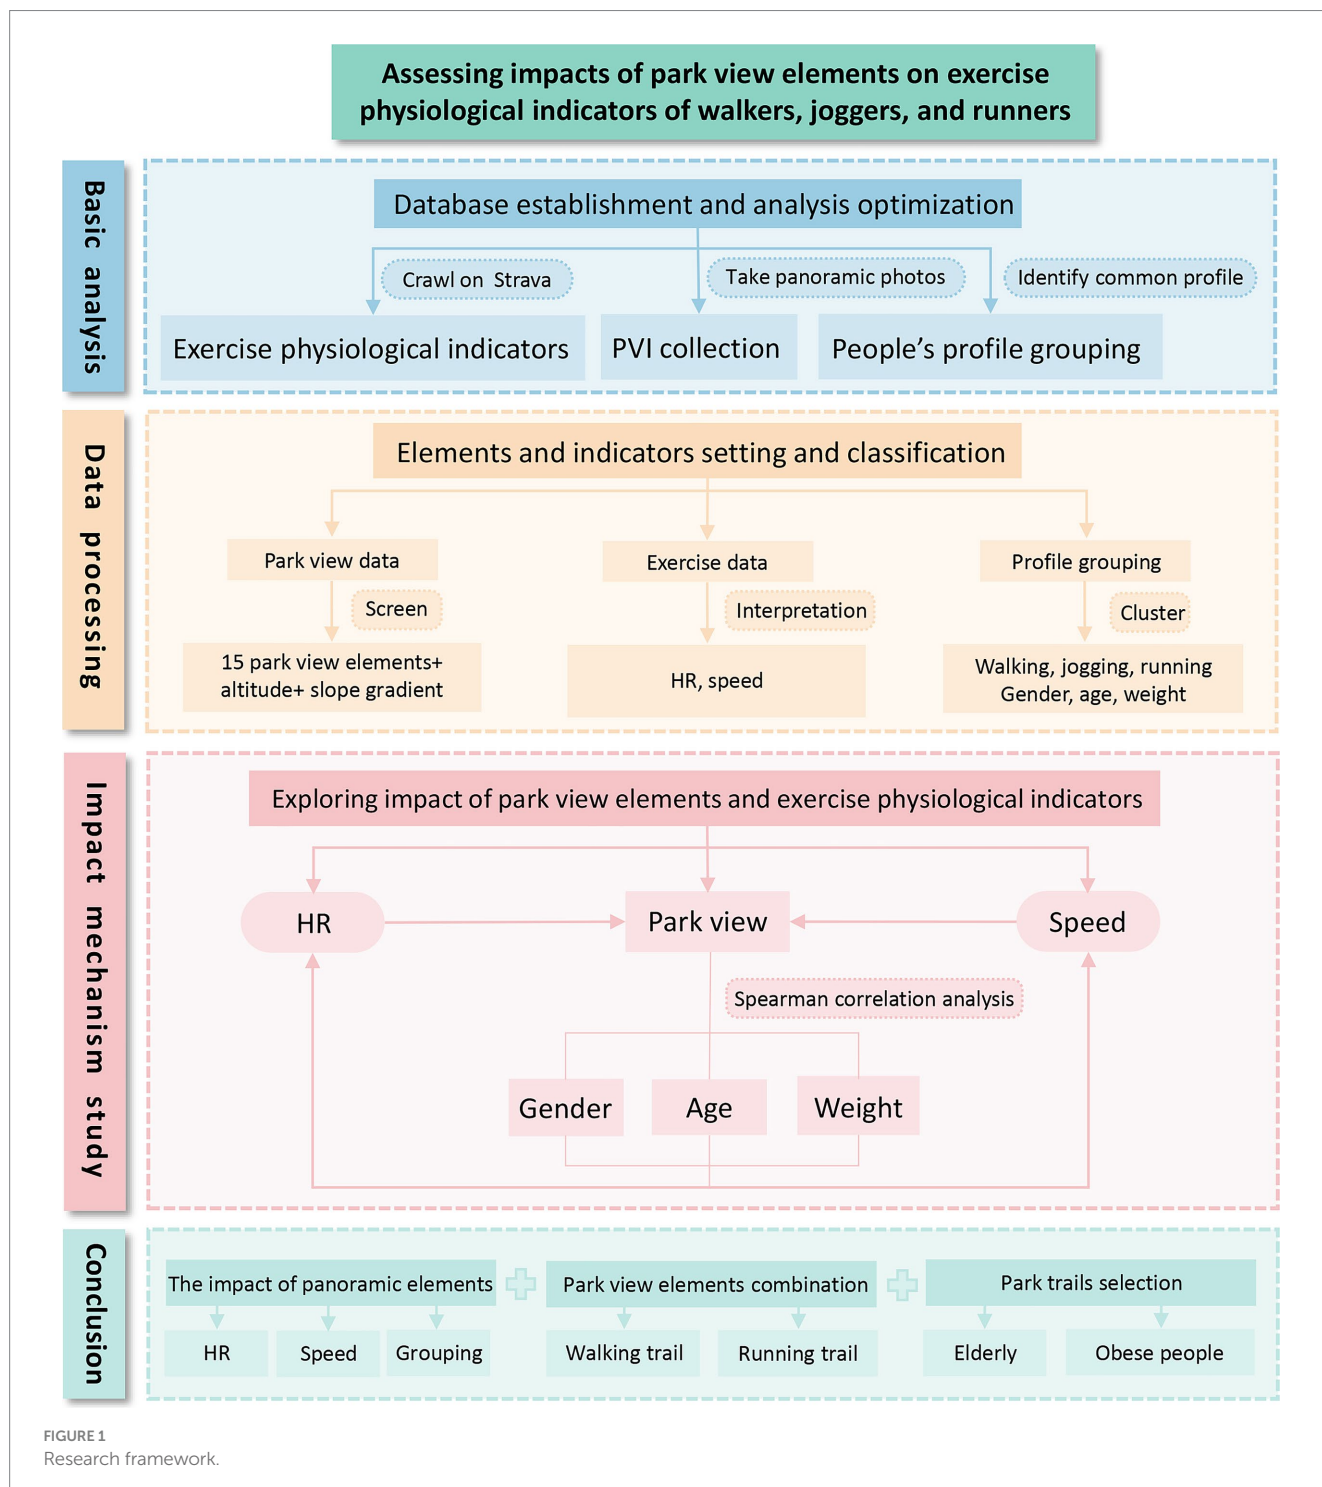 Assessing impacts of park view elements on exercise
physiological indicators of walkers, joggers, and runners
Basic analysis
Database establishment and analysis optimization
Crawl on Strava
Take panoramic photos
Identify common profile
Exercise physiological indicators
PVI collection
People's profile grouping
Data processing
Elements and indicators setting and classification
Park view data
Exercise data
Profile grouping
Screen
Interpretation
Cluster
15 park view elements+
altitude+ slope gradient
HR, speed
Walking, jogging, running
Gender, age, weight
Impact mechanism study
Exploring impact of park view elements and exercise physiological indicators
HR
Park view
Speed
Spearman correlation analysis
Gender
Age
Weight
Conclusion
The impact of panoramic elements
Park view elements combination
Park trails selection
HR
Speed
Grouping
Walking trail
Running trail
Elderly
Obese people
FIGURE 1
Research framework.